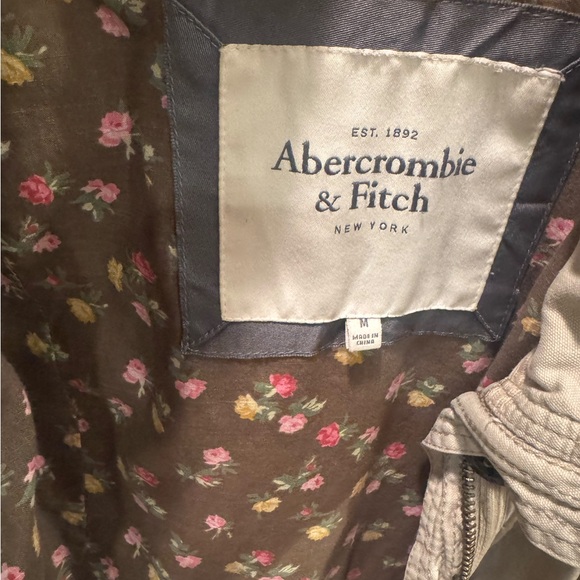 EST. 1892
Abercrombie
& Fitch
NEW YORK
M
MADE IN
CHINA